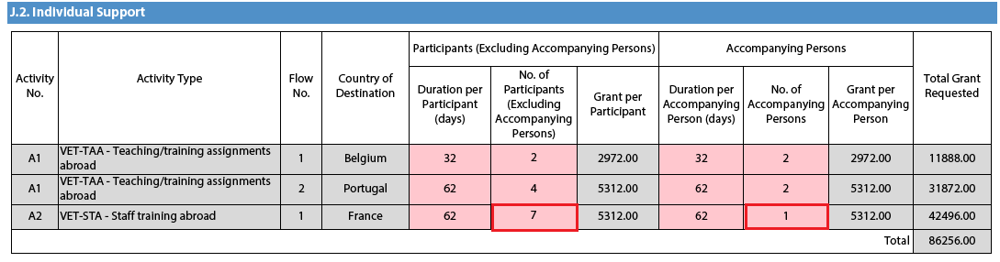 J.2. Individual Support
Participants (Excluding Accompanying Persons) Accompanying Persons
Activity No. Activity Type Flow No. Country of Destination Duration per Participant (days) No. of Participants (Excluding Accompanying Persons) Grant per Participant Duration per Accompanying Person (days) No. of Accompanying Persons Grant per Accompanying Person Total Grant Requested
A1 VET-TAA - Teaching/training assignments abroad 1 Belgium 32 2 2972.00 32 2 2972.00 11888.00
A1 VET-TAA - Teaching/training assignments abroad 2 Portugal 62 4 5312.00 62 2 5312.00 31872.00
A2 VET-STA - Staff training abroad 1 France 62 7 5312.00 62 1 5312.00 42496.00
Total 86256.00